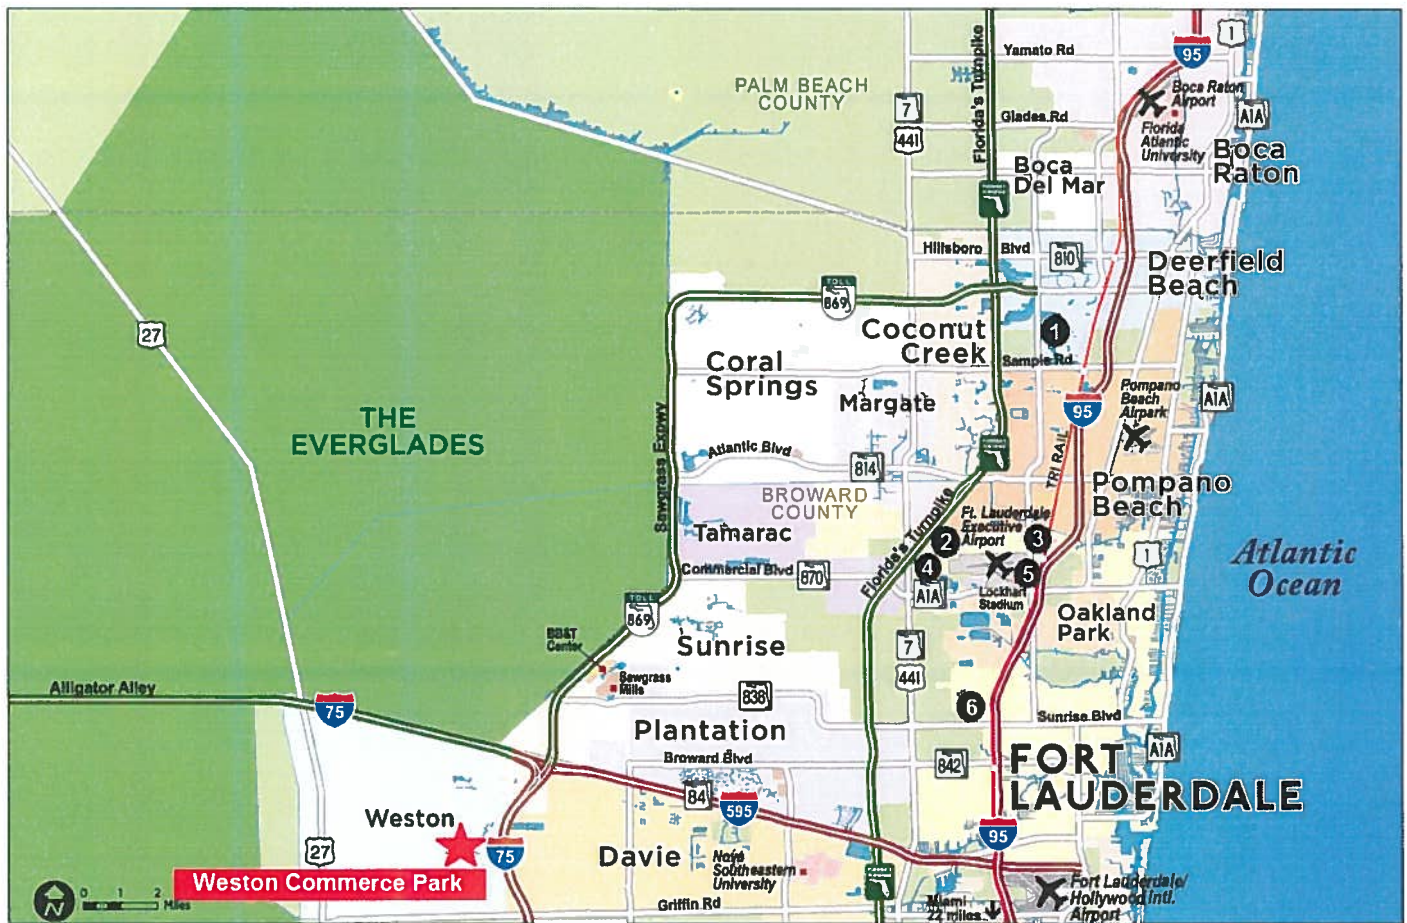 Yamato Rd
95
1
Florida's Turnpike
PALM BEACH
COUNTY
7
441
Glades Rd
Boca Raton
Airport
A1A
Florida
Atlantic
University
Boca
Raton
Boca
Del Mar
Hillsboro Blvd
810
Deerfield
Beach
TOLL
869
27
Coconut
Creek
1
Sample Rd
Coral
Springs
Margate
95
Pompano
Beach
Airpark
A1A
THE
EVERGLADES
Sawgrass Expwy
Atlantic Blvd
814
TRI RAIL
Pompano
Beach
BROWARD
COUNTY
Florida's Turnpike
Ft. Lauderdale
Executive
Airport
2
3
Tamarac
Commercial Blvd
870
4
5
A1A
Lockhart
Stadium
1
Atlantic
Ocean
TOLL
869
Oakland
Park
BB&T
Center
Sunrise
7
441
Sawgrass
Mills
838
6
Sunrise Blvd
Alligator Alley
75
Plantation
Broward Blvd
842
A1A
FORT
LAUDERDALE
84
595
95
Weston
75
27
Davie
Nova
Southeastern
University
Weston Commerce Park
N
0 1 2
Miles
Griffin Rd
Miami
22 miles
Fort Lauderdale/
Hollywood Intl.
Airport